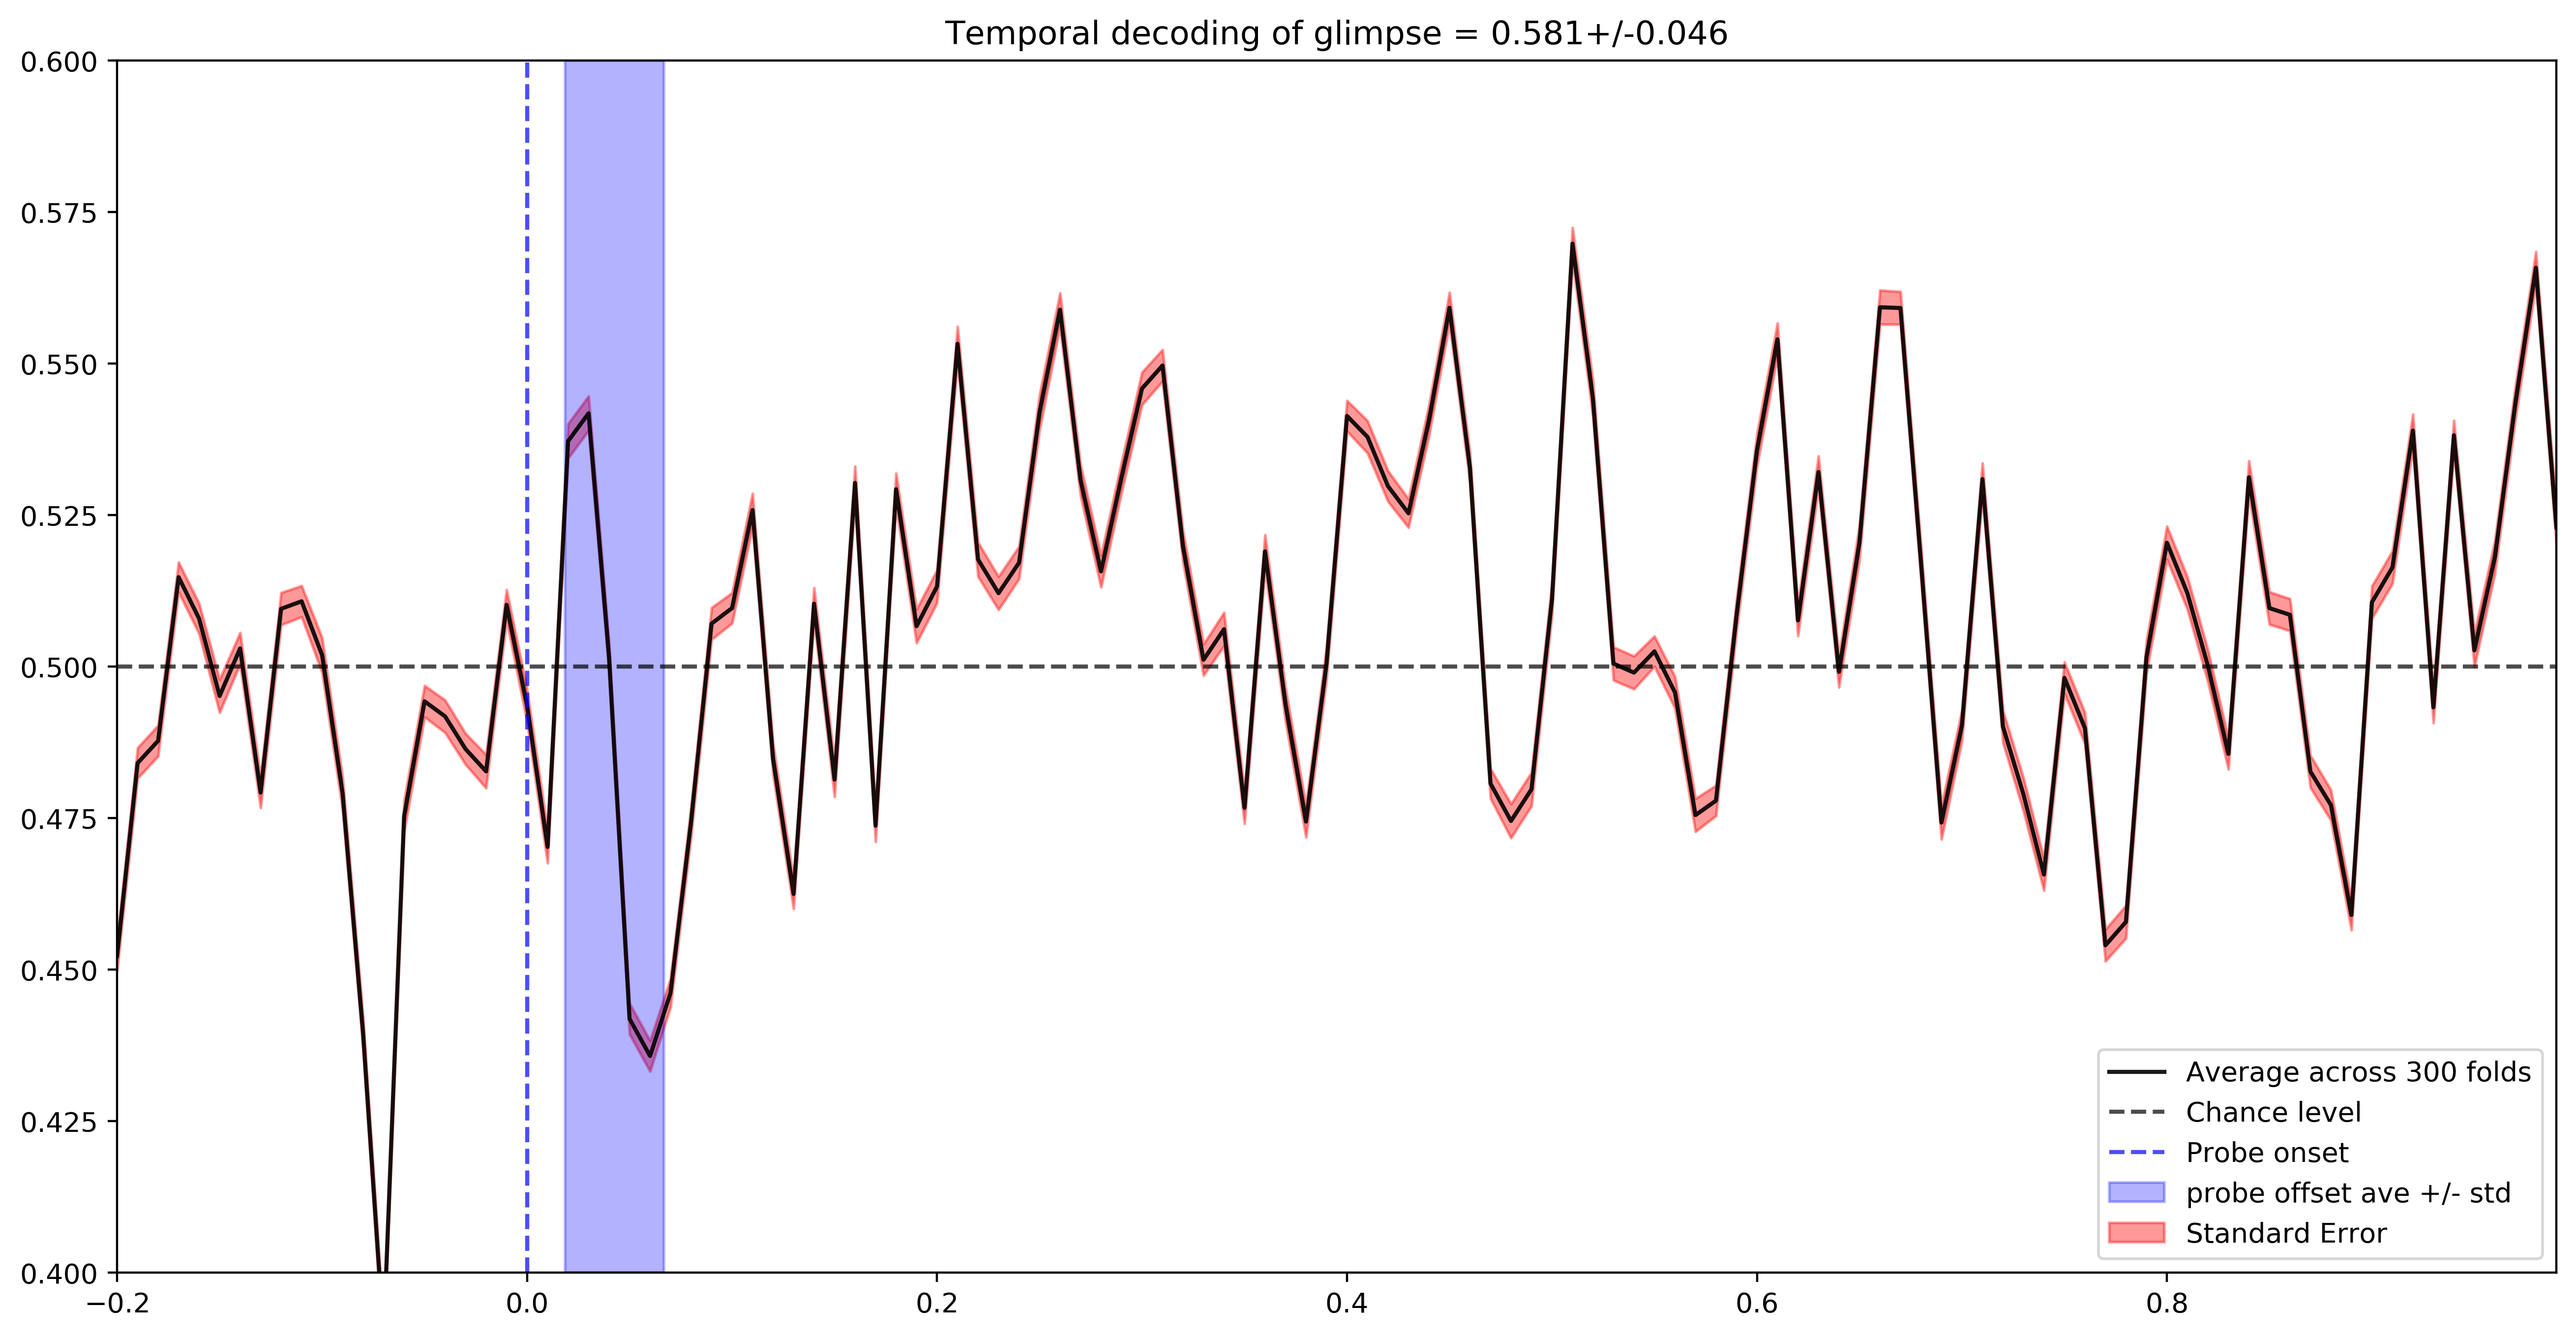 Temporal decoding of glimpse = 0.581+/-0.046
0.600
0.575
0.550
0.525
0.500
0.475
0.450
0.425
0.400
−0.2
0.0
0.2
0.4
0.6
0.8
Average across 300 folds
Chance level
Probe onset
probe offset ave +/- std
Standard Error